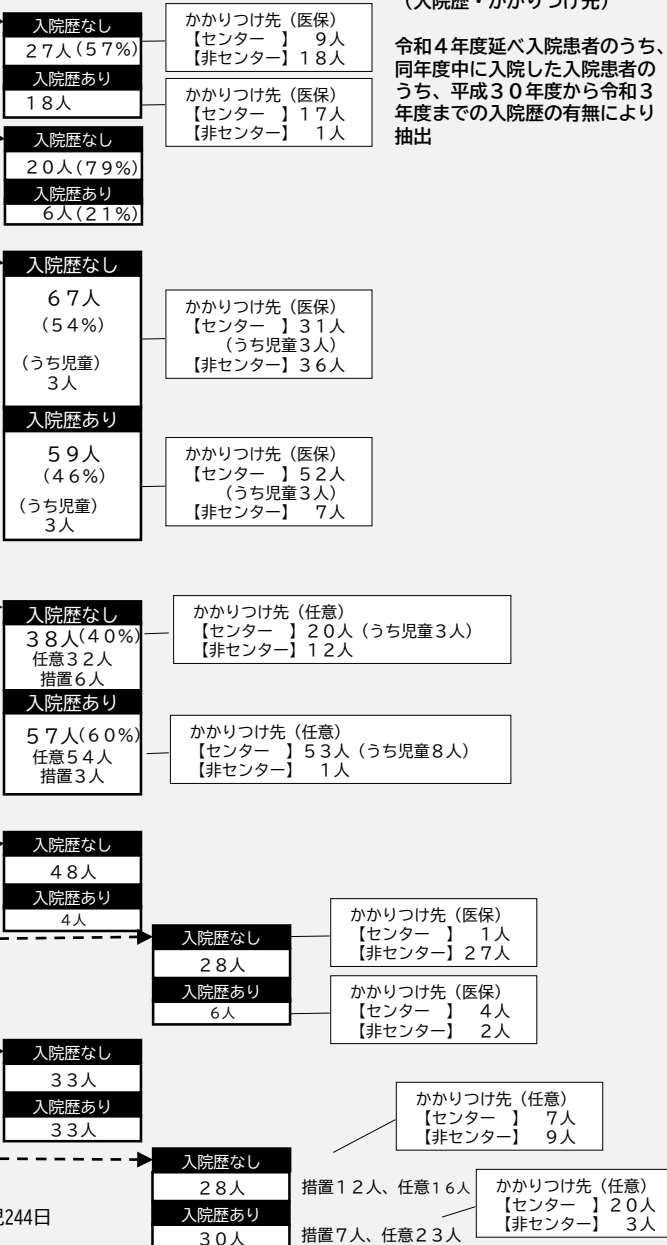 （入院歴・かかりつけ先）
令和４年度延べ入院患者のうち、
同年度中に入院した入院患者の
うち、平成３０年度から令和３
年度までの入院歴の有無により
抽出
入院歴なし
２７人(５７%)
入院歴あり
１８人
かかりつけ先（医保）
【センター　】　９人
【非センター】１８人
かかりつけ先（医保）
【センター　】１７人
【非センター】　１人
入院歴なし
２０人(７９%)
入院歴あり
６人(２１%)
入院歴なし
６７人
(５４%)
(うち児童)
３人
入院歴あり
５９人
(４６%)
(うち児童)
３人
かかりつけ先（医保）
【センター　】３１人
（うち児童３人）
【非センター】３６人
かかりつけ先（医保）
【センター　】５２人
（うち児童３人）
【非センター】　７人
入院歴なし
３８人(４０%)
任意３２人
措置６人
入院歴あり
５７人(６０%)
任意５４人
措置３人
かかりつけ先（任意）
【センター　】２０人（うち児童３人）
【非センター】１２人
かかりつけ先（任意）
【センター　】５３人（うち児童８人）
【非センター】　１人
入院歴なし
４８人
入院歴あり
４人
入院歴なし
２８人
入院歴あり
６人
かかりつけ先（医保）
【センター　】　１人
【非センター】２７人
かかりつけ先（医保）
【センター　】　４人
【非センター】　２人
入院歴なし
３３人
入院歴あり
３３人
かかりつけ先（任意）
【センター　】　７人
【非センター】　９人
入院歴なし
２８人
入院歴あり
３０人
措置１２人、任意１６人
措置７人、任意２３人
かかりつけ先（任意）
【センター　】２０人
【非センター】　３人
244日